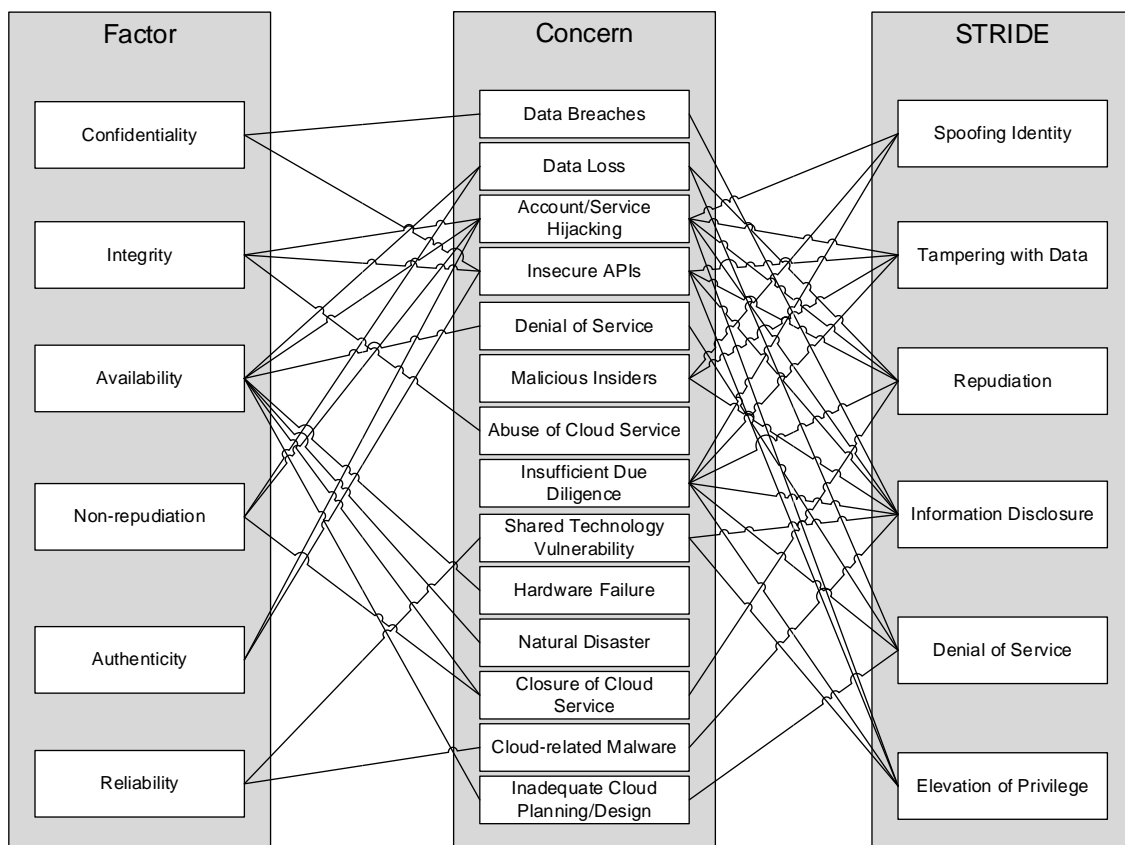 Factor
Confidentiality
Integrity
Availability
Non-repudiation
Authenticity
Reliability
Concern
Data Breaches
Data Loss
Account/Service
Hijacking
Insecure APIs
Denial of Service
Malicious Insiders
Abuse of Cloud Service
Insufficient Due
Diligence
Shared Technology
Vulnerability
Hardware Failure
Natural Disaster
Closure of Cloud
Service
Cloud-related Malware
Inadequate Cloud
Planning/Design
STRIDE
Spoofing Identity
Tampering with Data
Repudiation
Information Disclosure
Denial of Service
Elevation of Privilege